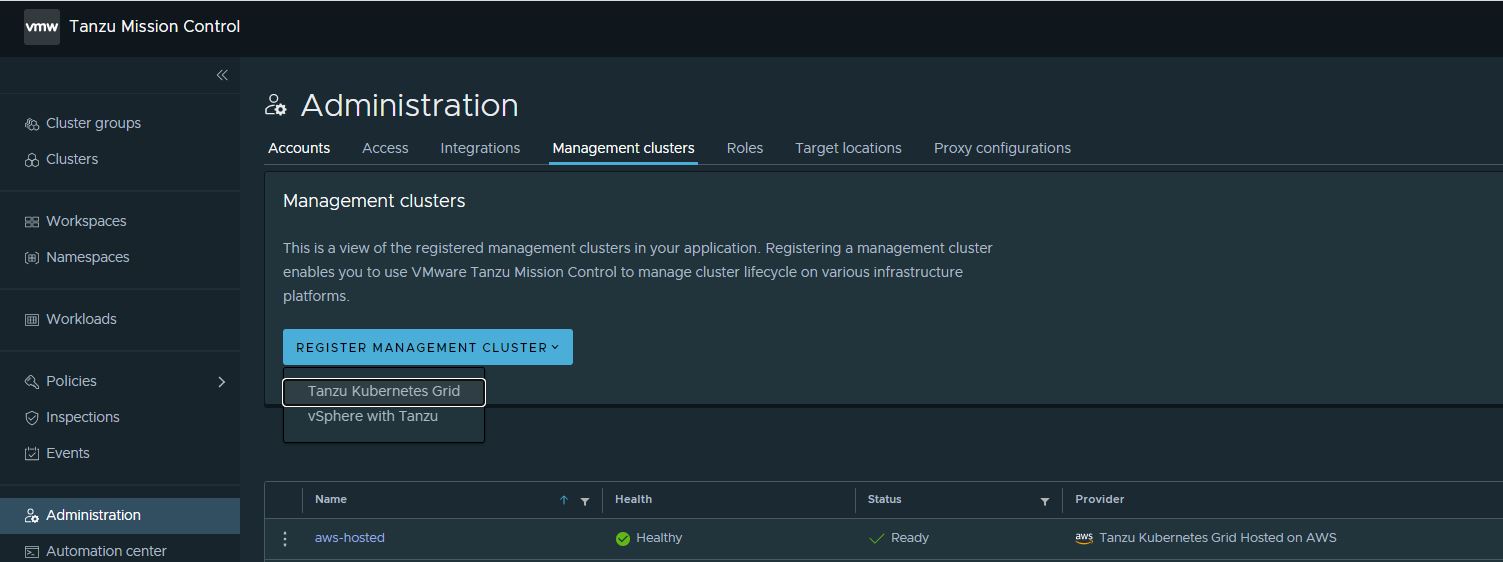 vmw Tanzu Mission Control
Cluster groups
Clusters
Workspaces
Namespaces
Workloads
Policies
Inspections
Events
Administration
Automation center
Administration
Accounts Access Integrations Management clusters Roles Target locations Proxy configurations
Management clusters
This is a view of the registered management clusters in your application. Registering a management cluster
enables you to use VMware Tanzu Mission Control to manage cluster lifecycle on various infrastructure
platforms.
REGISTER MANAGEMENT CLUSTER
Tanzu Kubernetes Grid
vSphere with Tanzu
Name Health Status Provider
aws-hosted Healthy Ready aws Tanzu Kubernetes Grid Hosted on AWS